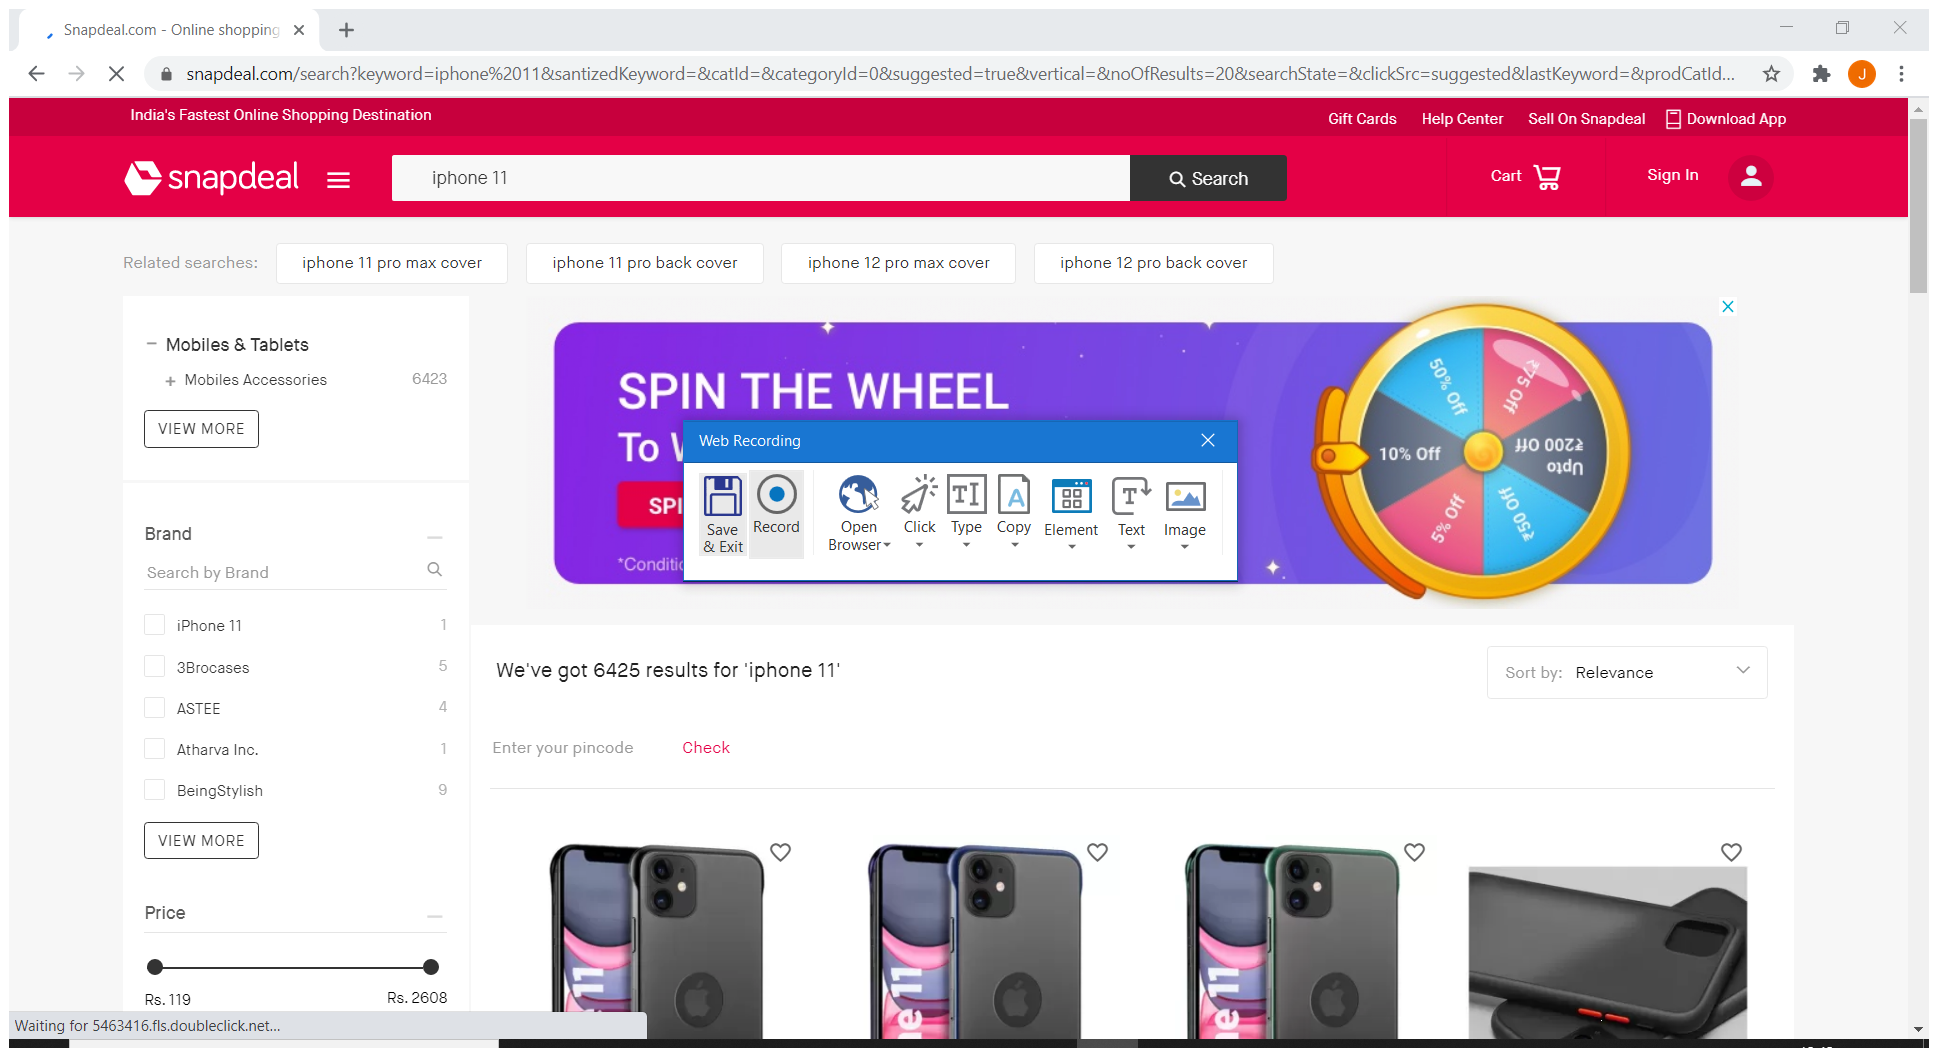 Snapdeal.com - Online shopping
snapdeal.com/search?keyword=iphone%2011&santizedKeyword=&catId=&categoryId=0&suggested=true&vertical=&noOfResults=20&searchState=&clickSrc=suggested&lastKeyword=&prodCatId...
J
India's Fastest Online Shopping Destination
Gift Cards
Help Center
Sell On Snapdeal
Download App
snapdeal
iphone 11
Search
Cart
Sign In
Related searches:
iphone 11 pro max cover
iphone 11 pro back cover
iphone 12 pro max cover
iphone 12 pro back cover
Mobiles & Tablets
Mobiles Accessories 6423
VIEW MORE
SPIN THE WHEEL
To
SPI
*Conditi
50% Off
₹75 Off
10% Off
Upto
₹200 Off
5% Off
₹50 Off
Web Recording
Save
& Exit
Record
Open
Browser
Click
Type
Copy
Element
Text
Image
Brand
Search by Brand
iPhone 11 1
3Brocases 5
ASTEE 4
Atharva Inc. 1
BeingStylish 9
VIEW MORE
Price
Rs. 119
Rs. 2608
We've got 6425 results for 'iphone 11'
Sort by: Relevance
Enter your pincode
Check
ne 11
ne 11
ne 11
Waiting for 5463416.fls.doubleclick.net...